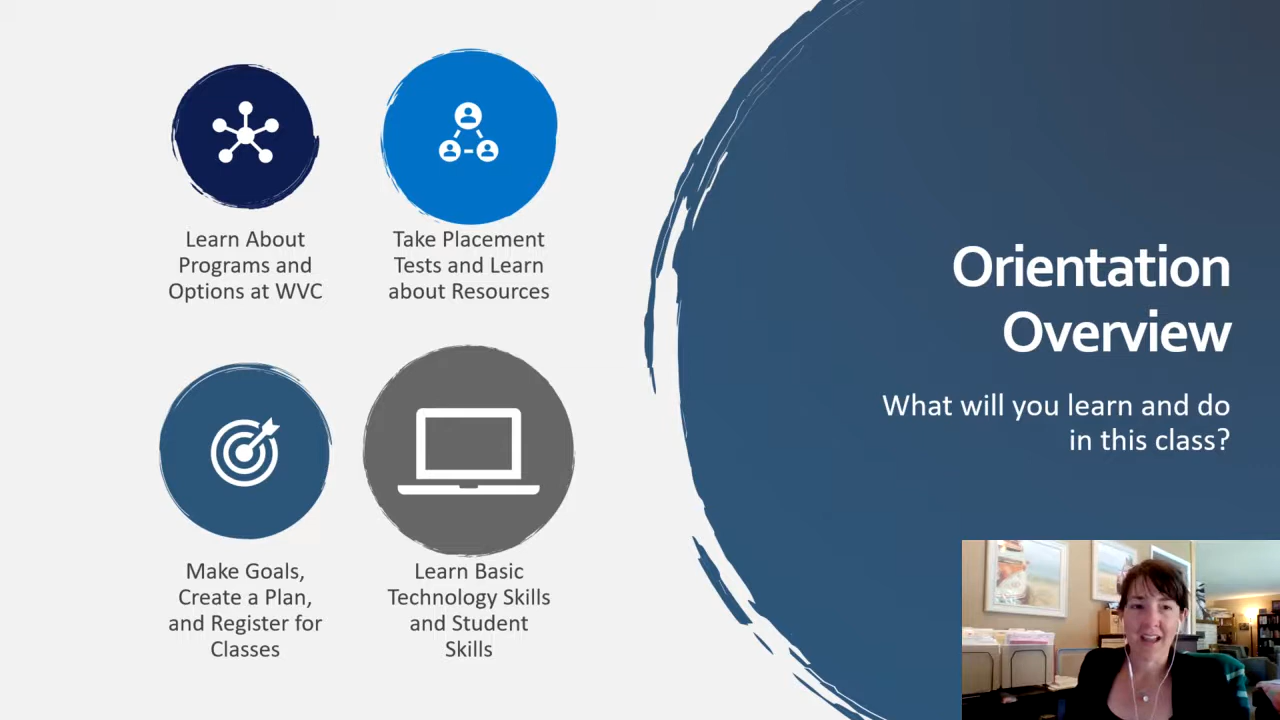 Learn About
Programs and
Options at WVC
Take Placement
Tests and Learn
about Resources
Make Goals,
Create a Plan,
and Register for
Classes
Learn Basic
Technology Skills
and Student
Skills
Orientation
Overview
What will you learn and do
in this class?